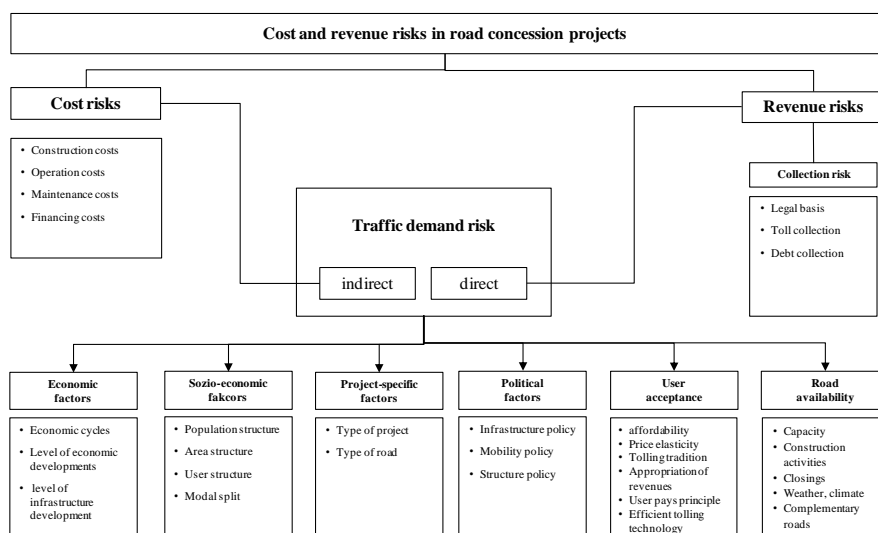 Cost and revenue risks in road concession projects
Cost risks
• Construction costs
• Operation costs
• Maintenance costs
• Financing costs
Revenue risks
Collection risk
• Legal basis
• Toll collection
• Debt collection
Traffic demand risk
indirect
direct
Economic
factors
• Economic cycles
• Level of economic
developments
• level of
infrastructure
development
Sozio-economic
fakcors
• Population structure
• Area structure
• User structure
• Modal split
Project-specific
factors
• Type of project
• Type of road
Political
factors
• Infrastructure policy
• Mobility policy
• Structure policy
User
acceptance
• affordability
• Price elasticity
• Tolling tradition
• Appropriation of
revenues
• User pays principle
• Efficient tolling
technology
Road
availability
• Capacity
• Construction
activities
• Closings
• Weather, climate
• Complementary
roads